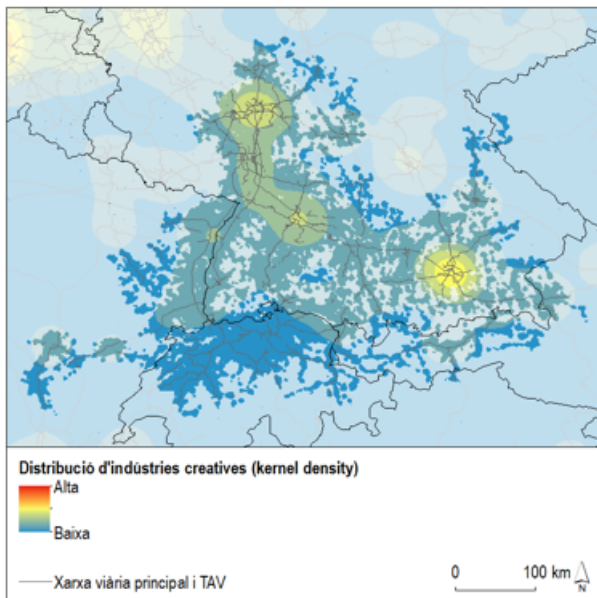 Distribució d'indústries creatives (kernel density)
Alta
Baixa
Xarxa viària principal i TAV
0 100 km
N